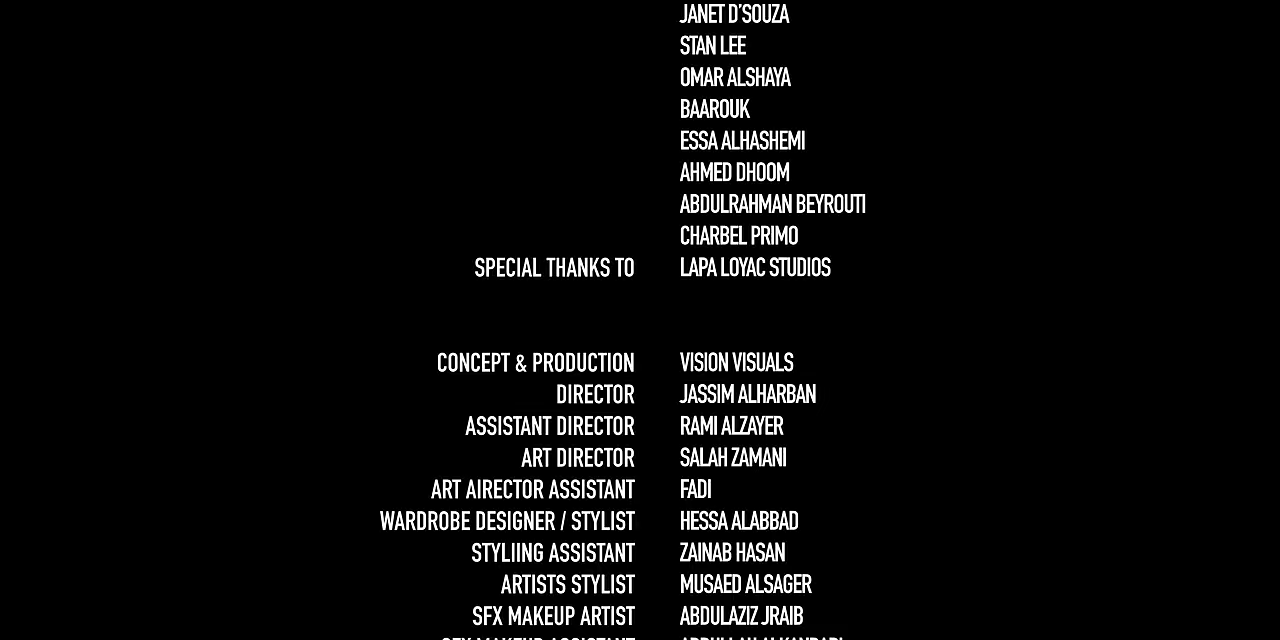 JANET D'SOUZA
STAN LEE
OMAR ALSHAYA
BAAROUK
ESSA ALHASHEMI
AHMED DHOOM
ABDULRAHMAN BEYROUTI
CHARBEL PRIMO
SPECIAL THANKS TO LAPA LOYAC STUDIOS
CONCEPT & PRODUCTION VISION VISUALS
DIRECTOR JASSIM ALHARBAN
ASSISTANT DIRECTOR RAMI ALZAYER
ART DIRECTOR SALAH ZAMANI
ART AIRECTOR ASSISTANT FADI
WARDROBE DESIGNER / STYLIST HESSA ALABBAD
STYLIING ASSISTANT ZAINAB HASAN
ARTISTS STYLIST MUSAED ALSAGER
SFX MAKEUP ARTIST ABDULAZIZ JRAIB